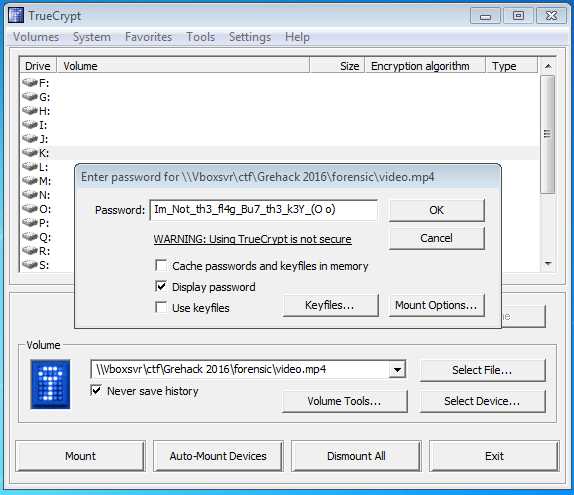 TrueCrypt
Volumes System Favorites Tools Settings Help
Drive Volume Size Encryption algorithm Type
F:
G:
H:
I:
J:
K:
L:
M:
N:
O:
P:
Q:
R:
S:
Enter password for \\Vboxsvr\ctf\Grehack 2016\forensic\video.mp4
Password: Im_Not_th3_fl4g_Bu7_th3_k3Y_(O o) OK
WARNING: Using TrueCrypt is not secure Cancel
Cache passwords and keyfiles in memory
Display password
Use keyfiles Keyfiles... Mount Options...
Volume
\\Vboxsvr\ctf\Grehack 2016\forensic\video.mp4 Select File...
Never save history
Volume Tools... Select Device...
Mount Auto-Mount Devices Dismount All Exit